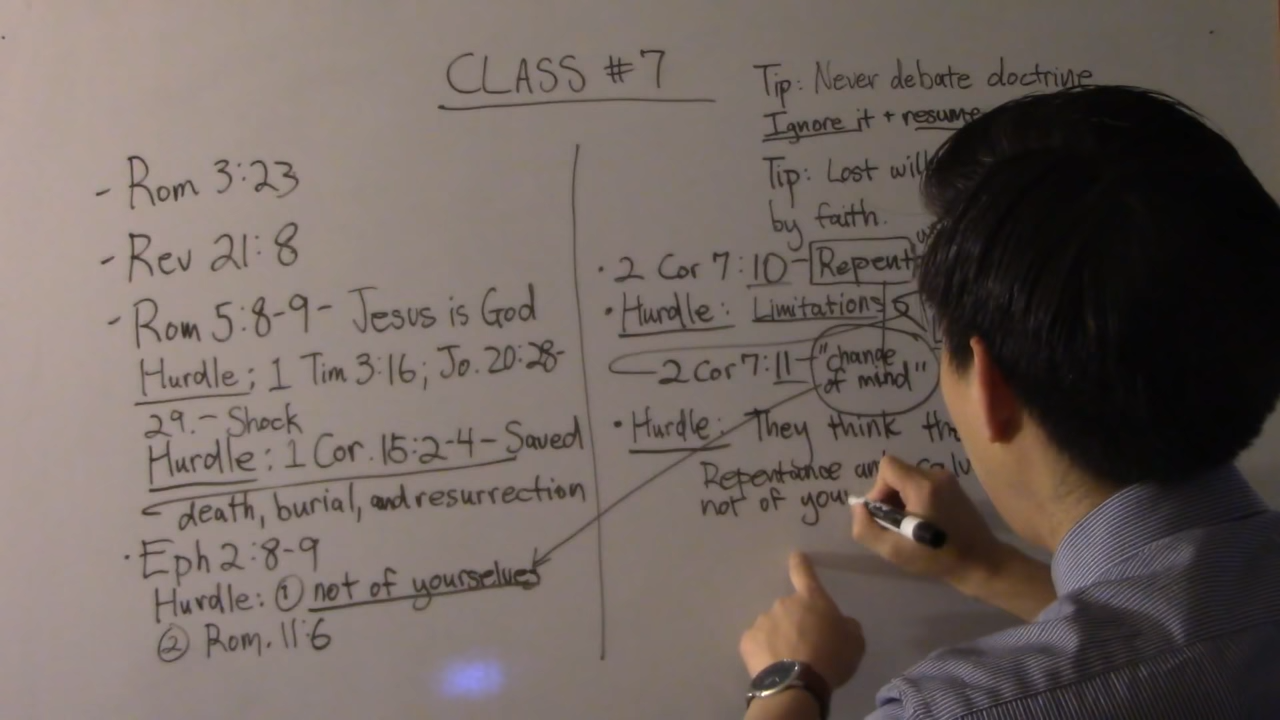 CLASS #7
- Rom 3:23
- Rev 21:8
- Rom 5:8-9- Jesus is God
Hurdle: 1 Tim 3:16; Jo. 20:28-
29.- Shock
Hurdle: 1 Cor. 15:2-4- Saved
death, burial, and resurrection
· Eph 2:8-9
Hurdle: ① not of yourselves
② Rom. 11:6
Tip: Never debate doctrine
Ignore it + resume
Tip: Lost will
by faith.
· 2 Cor 7:10- Repent
· Hurdle: Limitations
2 Cor 7:11- "change
of mind"
· Hurdle: They think
Repentance
not of you